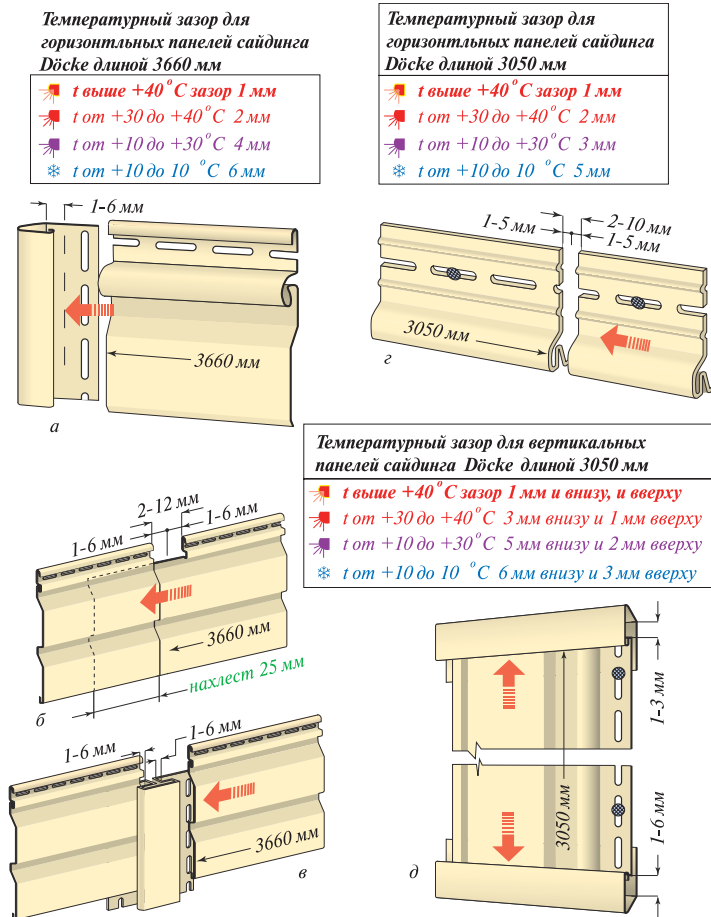 Температурный зазор для
горизонтльных панелей сайдинга
Döcke длиной 3660 мм
t выше +40°C зазор 1 мм
t от +30 до +40°C 2 мм
t от +10 до +30°C 4 мм
t от +10 до 10 °C 6 мм
Температурный зазор для
горизонтльных панелей сайдинга
Döcke длиной 3050 мм
t выше +40°C зазор 1 мм
t от +30 до +40°C 2 мм
t от +10 до +30°C 3 мм
t от +10 до 10 °C 5 мм
1-6 мм
3660 мм
а
1-5 мм
2-10 мм
1-5 мм
3050 мм
г
Температурный зазор для вертикальных
панелей сайдинга Döcke длиной 3050 мм
t выше +40°C зазор 1 мм и внизу, и вверху
t от +30 до +40°C 3 мм внизу и 1 мм вверху
t от +10 до +30°C 5 мм внизу и 2 мм вверху
t от +10 до 10 °C 6 мм внизу и 3 мм вверху
2-12 мм
1-6 мм
1-6 мм
3660 мм
нахлест 25 мм
б
1-6 мм
1-6 мм
3660 мм
в
1-3 мм
3050 мм
1-6 мм
д